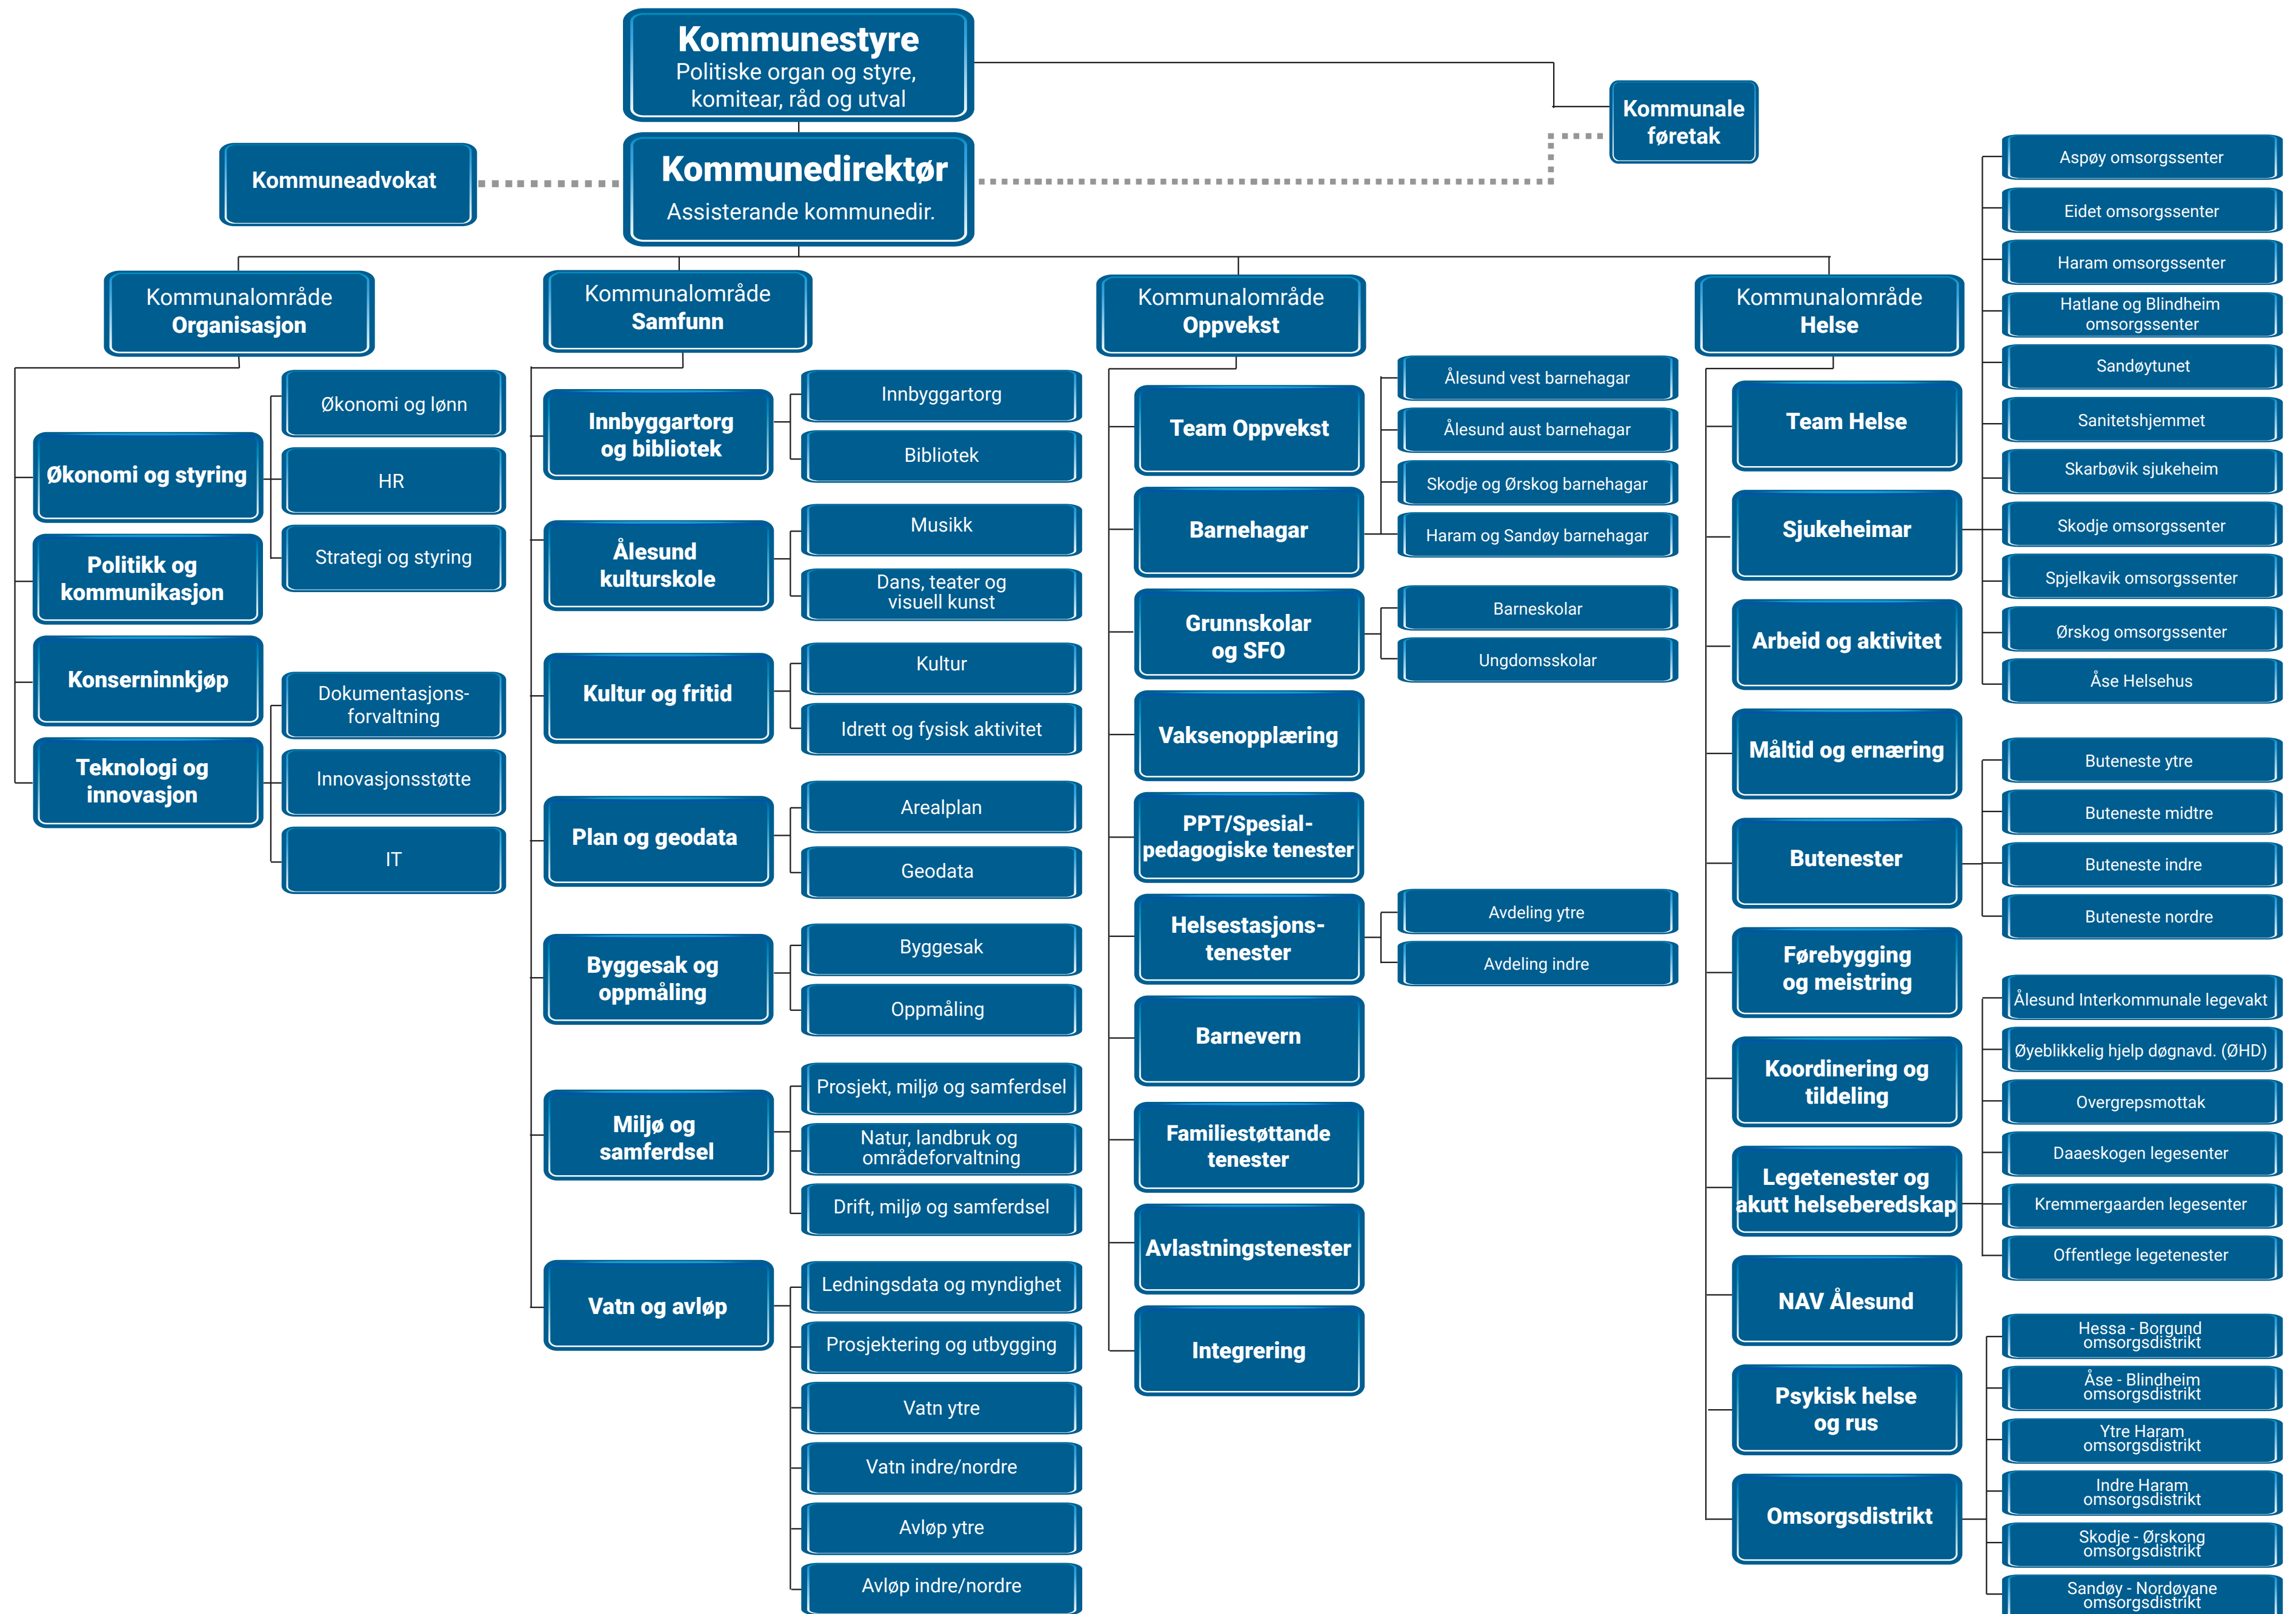 Kommunestyre
Politiske organ og styre,
komitear, råd og utval
Kommunale
føretak
Kommuneadvokat
Kommunedirektør
Assisterande kommunedir.
Kommunalområde
Organisasjon
Økonomi og styring
Økonomi og lønn
HR
Strategi og styring
Politikk og
kommunikasjon
Konserninnkjøp
Teknologi og
innovasjon
Dokumentasjons-
forvaltning
Innovasjonsstøtte
IT
Kommunalområde
Samfunn
Innbyggartorg
og bibliotek
Innbyggartorg
Bibliotek
Ålesund
kulturskole
Musikk
Dans, teater og
visuell kunst
Kultur og fritid
Kultur
Idrett og fysisk aktivitet
Plan og geodata
Arealplan
Geodata
Byggesak og
oppmåling
Byggesak
Oppmåling
Miljø og
samferdsel
Prosjekt, miljø og samferdsel
Natur, landbruk og
områdeforvaltning
Drift, miljø og samferdsel
Vatn og avløp
Ledningsdata og myndighet
Prosjektering og utbygging
Vatn ytre
Vatn indre/nordre
Avløp ytre
Avløp indre/nordre
Kommunalområde
Oppvekst
Team Oppvekst
Barnehagar
Ålesund vest barnehagar
Ålesund aust barnehagar
Skodje og Ørskog barnehagar
Haram og Sandøy barnehagar
Grunnskolar
og SFO
Barneskolar
Ungdomsskolar
Vaksenopplæring
PPT/Spesial-
pedagogiske tenester
Helsestasjons-
tenester
Avdeling ytre
Avdeling indre
Barnevern
Familiestøttande
tenester
Avlastningstenester
Integrering
Kommunalområde
Helse
Team Helse
Sjukeheimar
Aspøy omsorgssenter
Eidet omsorgssenter
Haram omsorgssenter
Hatlane og Blindheim
omsorgssenter
Sandøytunet
Sanitetshjemmet
Skarbøvik sjukeheim
Skodje omsorgssenter
Spjelkavik omsorgssenter
Ørskog omsorgssenter
Åse Helsehus
Arbeid og aktivitet
Måltid og ernæring
Butenester
Buteneste ytre
Buteneste midtre
Buteneste indre
Buteneste nordre
Førebygging
og meistring
Koordinering og
tildeling
Legetenester og
akutt helseberedskap
Ålesund Interkommunale legevakt
Øyeblikkelig hjelp døgnavd. (ØHD)
Overgrepsmottak
Daaeskogen legesenter
Kremmergaarden legesenter
Offentlege legetenester
NAV Ålesund
Psykisk helse
og rus
Omsorgsdistrikt
Hessa - Borgund
omsorgsdistrikt
Åse - Blindheim
omsorgsdistrikt
Ytre Haram
omsorgsdistrikt
Indre Haram
omsorgsdistrikt
Skodje - Ørskong
omsorgsdistrikt
Sandøy - Nordøyane
omsorgsdistrikt